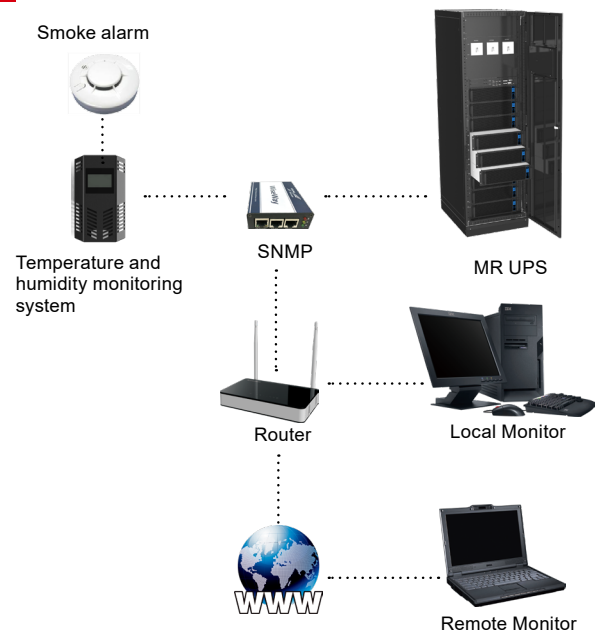 Smoke alarm
SNMP
MR UPS
Temperature and
humidity monitoring
system
Router
Local Monitor
WWW
Remote Monitor